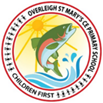 OVERLEIGH ST MARY'S CE PRIMARY SCHOOL
CHILDREN FIRST